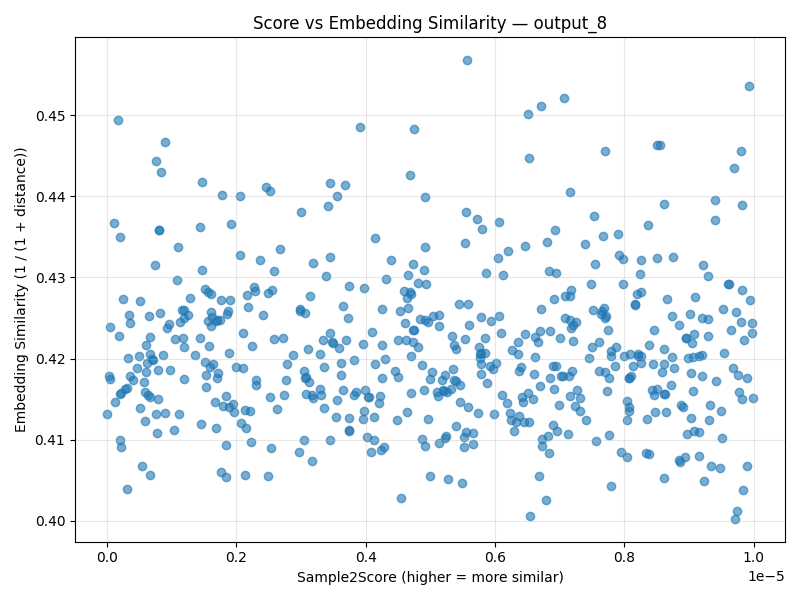 Score vs Embedding Similarity — output_8
Embedding Similarity (1 / (1 + distance))
0.45
0.44
0.43
0.42
0.41
0.40
0.0 0.2 0.4 0.6 0.8 1.0
1e−5
Sample2Score (higher = more similar)